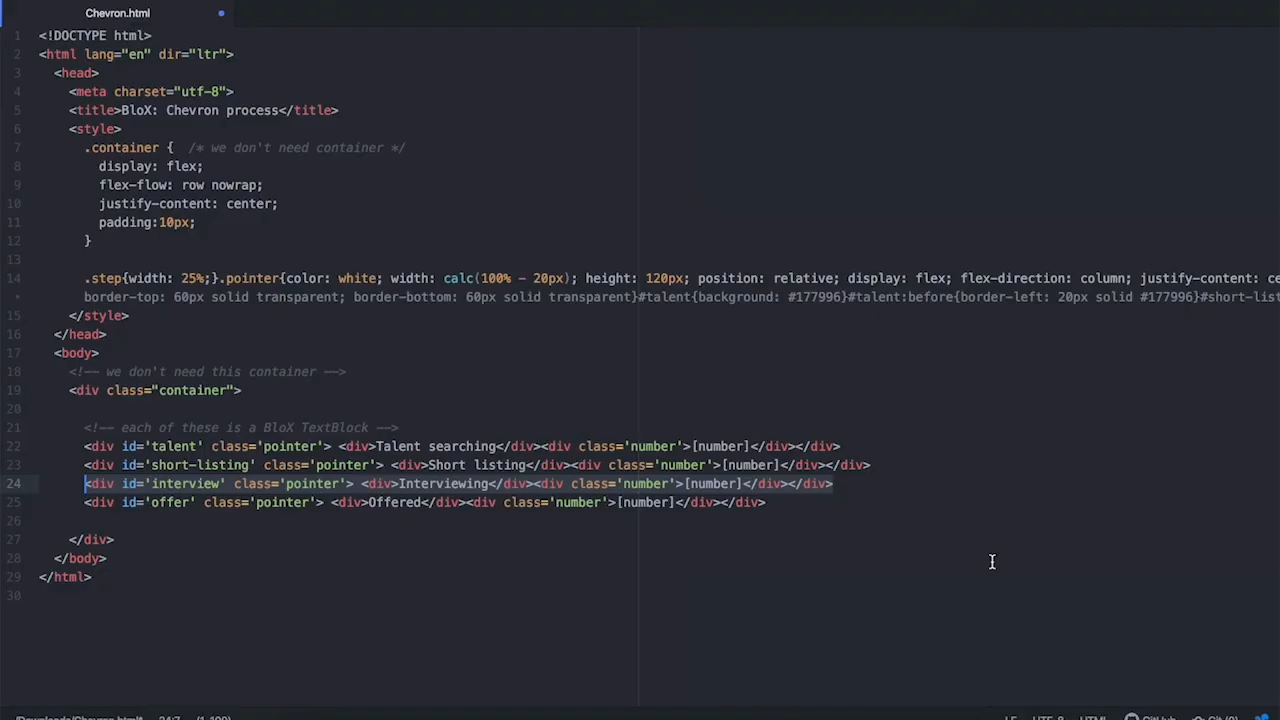 Chevron.html
1 <!DOCTYPE html>
2 <html lang="en" dir="ltr">
3 <head>
4 <meta charset="utf-8">
5 <title>BloX: Chevron process</title>
6 <style>
7 .container { /* we don't need container */
8 display: flex;
9 flex-flow: row nowrap;
10 justify-content: center;
11 padding:10px;
12 }
13
14 .step{width: 25%;}.pointer{color: white; width: calc(100% - 20px); height: 120px; position: relative; display: flex; flex-direction: column; justify-content: ce
• border-top: 60px solid transparent; border-bottom: 60px solid transparent}#talent{background: #177996}#talent:before{border-left: 20px solid #177996}#short-list
15 </style>
16 </head>
17 <body>
18 <!-- we don't need this container -->
19 <div class="container">
20
21 <!-- each of these is a BloX TextBlock -->
22 <div id='talent' class='pointer'> <div>Talent searching</div><div class='number'>[number]</div></div>
23 <div id='short-listing' class='pointer'> <div>Short listing</div><div class='number'>[number]</div></div>
24 <div id='interview' class='pointer'> <div>Interviewing</div><div class='number'>[number]</div></div>
25 <div id='offer' class='pointer'> <div>Offered</div><div class='number'>[number]</div></div>
26
27 </div>
28 </body>
29 </html>
30